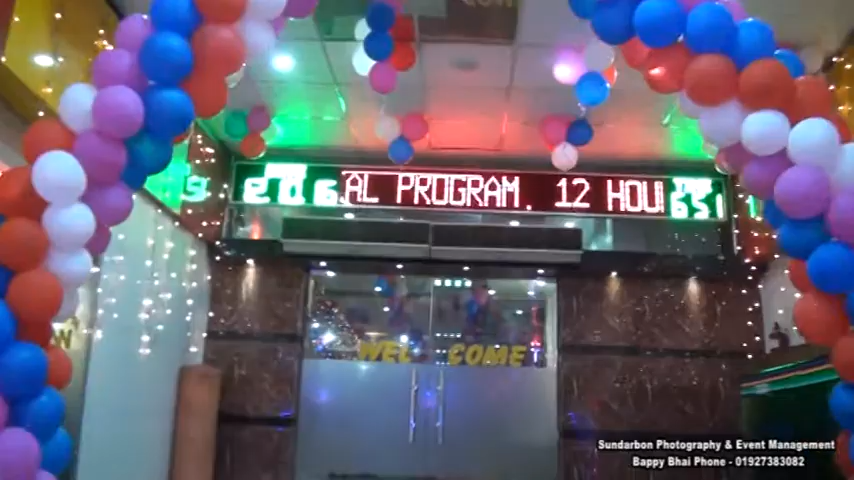 AL PROGRAM. 12 HOU
WEL COME
Sundarbon Photography & Event Management
Bappy Bhai Phone - 01927383082